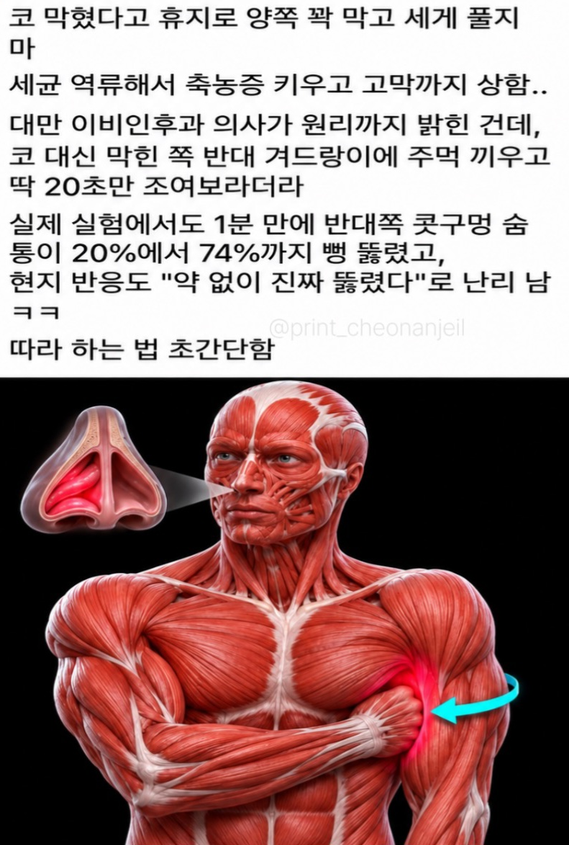 코 막혔다고 휴지로 양쪽 꽉 막고 세게 풀지
마
세균 역류해서 축농증 키우고 고막까지 상함..
대만 이비인후과 의사가 원리까지 밝힌 건데,
코 대신 막힌 쪽 반대 겨드랑이에 주먹 끼우고
딱 20초만 조여보라더라
실제 실험에서도 1분 만에 반대쪽 콧구멍 숨
통이 20%에서 74%까지 뻥 뚫렸고,
현지 반응도 "약 없이 진짜 뚫렸다"로 난리 남
ㅋㅋ
@print_cheonanjeil
따라 하는 법 초간단함